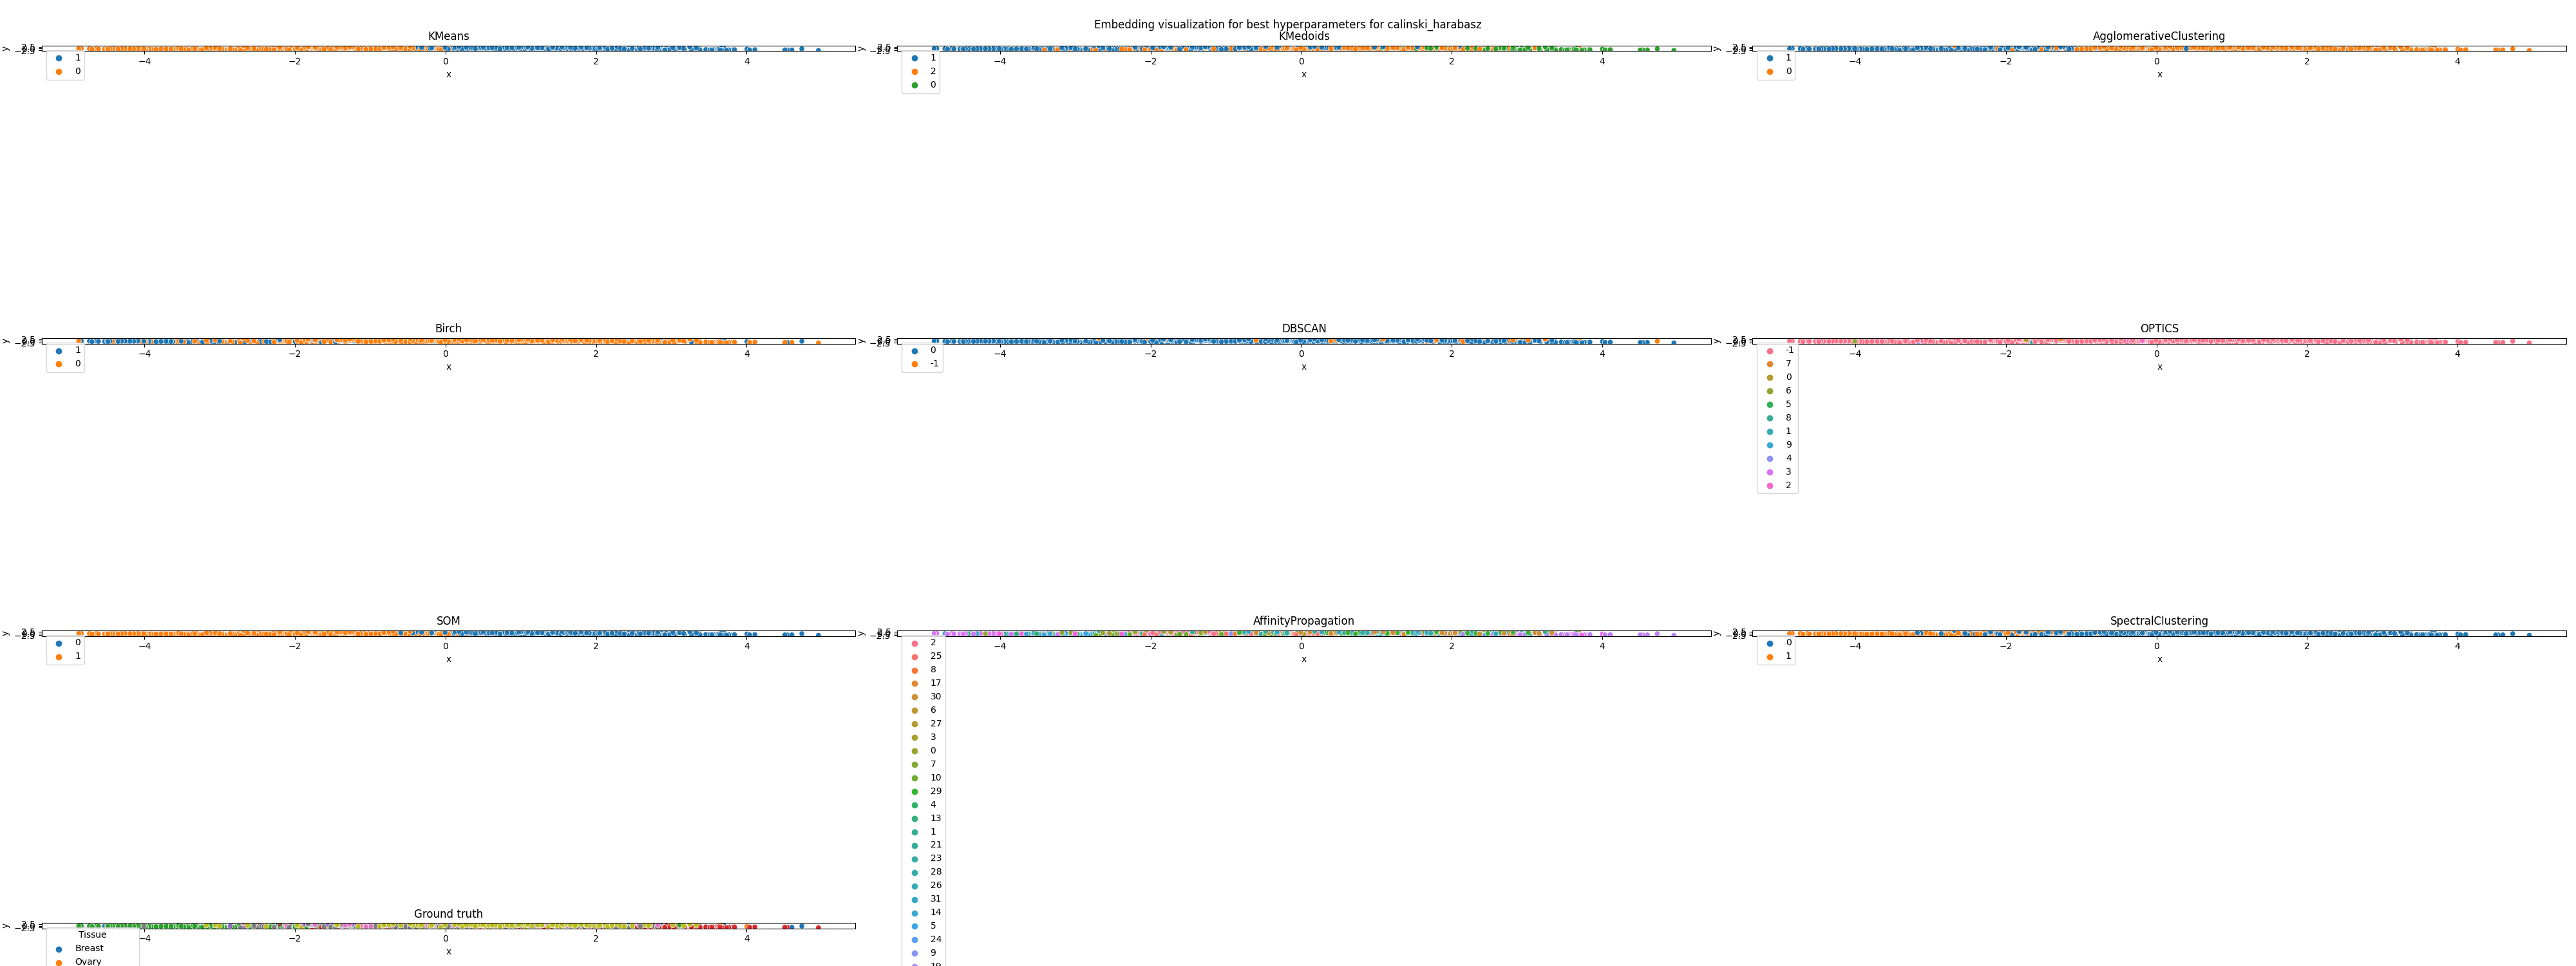 Embedding visualization for best hyperparameters for calinski_harabasz
KMeans
y
1
0
−4 −2 0 2 4
x
KMedoids
y
1
2
0
−4 −2 0 2 4
x
AgglomerativeClustering
y
1
0
−4 −2 0 2 4
x
Birch
y
1
0
−4 −2 0 2 4
x
DBSCAN
y
0
-1
−4 −2 0 2 4
x
OPTICS
y
-1
7
0
6
5
8
1
9
4
3
2
−4 −2 0 2 4
x
SOM
y
0
1
−4 −2 0 2 4
x
AffinityPropagation
y
2
25
8
17
30
6
27
3
0
7
10
29
4
13
1
21
23
28
26
31
14
5
24
9
19
−4 −2 0 2 4
x
SpectralClustering
y
0
1
−4 −2 0 2 4
x
Ground truth
y
Tissue
Breast
Ovary
−4 −2 0 2 4
x